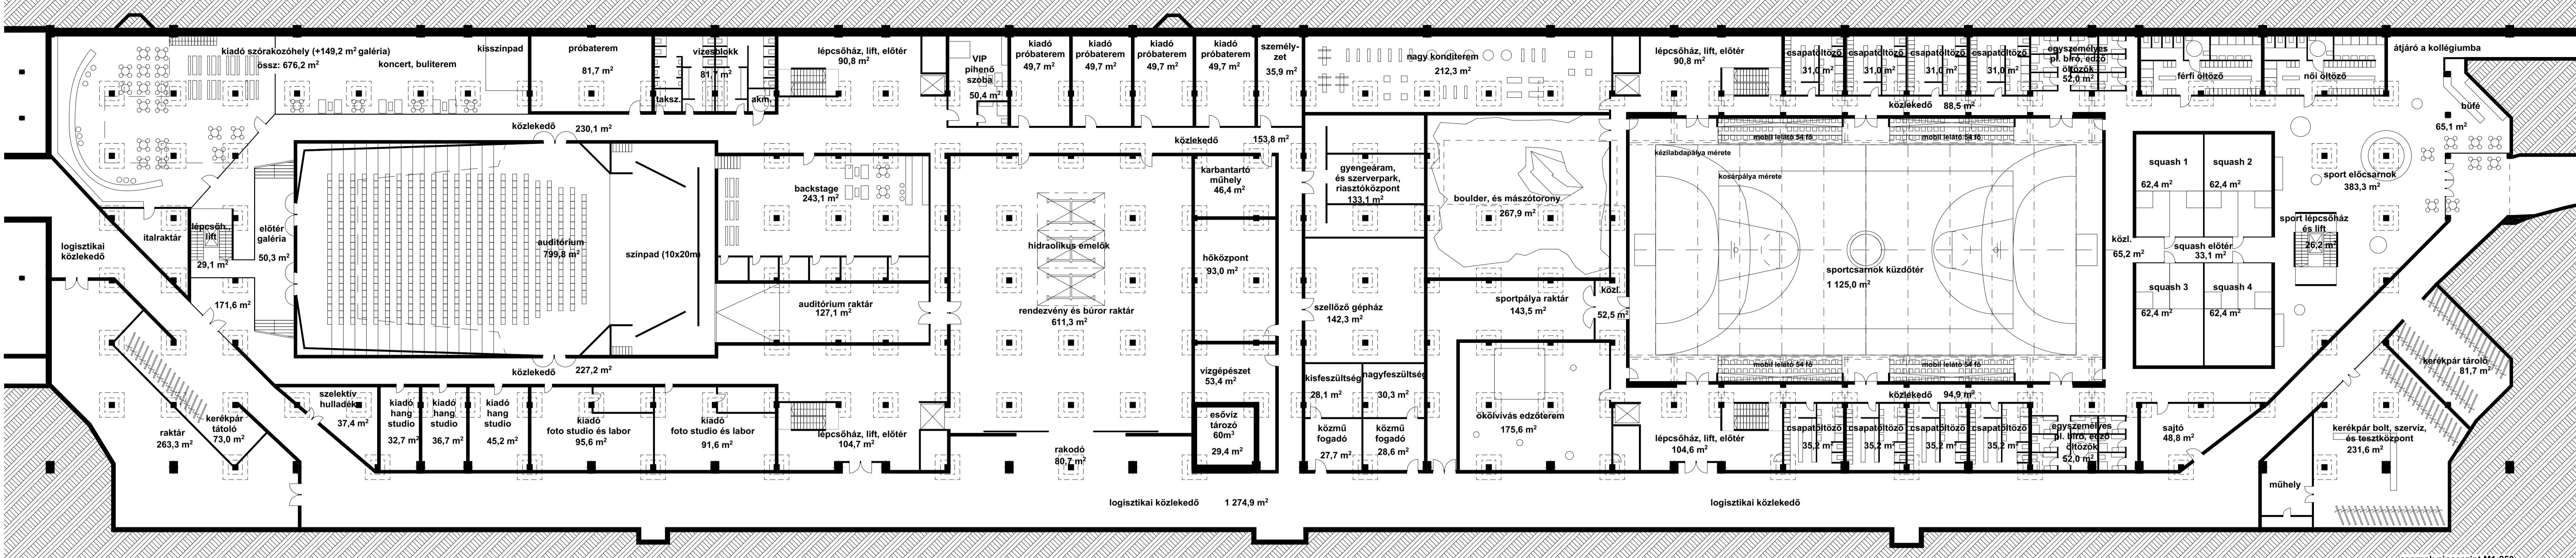 kiadó szórakozóhely (+149,2 m² galéria)
össz: 676,2 m²
koncert, buliterem
kisszínpad
próbaterem
81,7 m²
vizesblokk
81,7 m²
taksz.
akm.
lépcsőház, lift, előtér
90,8 m²
VIP
pihenő
szoba
50,4 m²
kiadó
próbaterem
49,7 m²
kiadó
próbaterem
49,7 m²
kiadó
próbaterem
49,7 m²
kiadó
próbaterem
49,7 m²
személy-
zet
35,9 m²
nagy konditerem
212,3 m²
lépcsőház, lift, előtér
90,8 m²
csapatöltöző
31,0 m²
csapatöltöző
31,0 m²
csapatöltöző
31,0 m²
csapatöltöző
31,0 m²
egyszemélyes
pl. bíró, edző
öltözők
52,0 m²
férfi öltöző
női öltöző
átjáró a kollégiumba
büfé
65,1 m²
közlekedő 230,1 m²
közlekedő 153,8 m²
közlekedő 88,5 m²
mobil lelátó 54 fő
mobil lelátó 54 fő
kézilabdapálya mérete
kosárpálya mérete
backstage
243,1 m²
karbantartó
műhely
46,4 m²
gyengeáram,
és szerverpark,
riasztóközpont
133,1 m²
boulder, és mászótorony
267,9 m²
squash 1
62,4 m²
squash 2
62,4 m²
sport előcsarnok
383,3 m²
logisztikai
közlekedő
italraktár
lépcsőh.,
lift
29,1 m²
előtér
galéria
50,3 m²
171,6 m²
auditórium
799,8 m²
színpad (10x20m)
hidraolikus emelők
hőközpont
93,0 m²
sportcsarnok küzdőtér
1 125,0 m²
közl.
65,2 m²
squash előtér
33,1 m²
sport lépcsőház
és lift
26,2 m²
auditórium raktár
127,1 m²
rendezvény és búror raktár
611,3 m²
szellőző gépház
142,3 m²
sportpálya raktár
143,5 m²
közl.
52,5 m²
squash 3
62,4 m²
squash 4
62,4 m²
közlekedő 227,2 m²
vízgépészet
53,4 m²
kisfeszültség
28,1 m²
nagyfeszültség
30,3 m²
mobil lelátó 54 fő
mobil lelátó 54 fő
közlekedő 94,9 m²
kerékpár tároló
81,7 m²
raktár
263,3 m²
kerékpár
tátoló
73,0 m²
szelektív
hulladék
37,4 m²
kiadó
hang
studio
32,7 m²
kiadó
hang
studio
36,7 m²
kiadó
hang
studio
45,2 m²
kiadó
foto studio és labor
95,6 m²
kiadó
foto studio és labor
91,6 m²
lépcsőház, lift, előtér
104,7 m²
rakodó
80,7 m²
esővíz
tározó
60m³
29,4 m²
közmű
fogadó
27,7 m²
közmű
fogadó
28,6 m²
ökölvívás edzőterem
175,6 m²
lépcsőház, lift, előtér
104,6 m²
csapatöltöző
35,2 m²
csapatöltöző
35,2 m²
csapatöltöző
35,2 m²
csapatöltöző
35,2 m²
egyszemélyes
pl. bíró, edző
öltözők
52,0 m²
sajtó
48,8 m²
kerékpár bolt, szervíz,
és tesztközpont
231,6 m²
műhely
logisztikai közlekedő 1 274,9 m²
logisztikai közlekedő